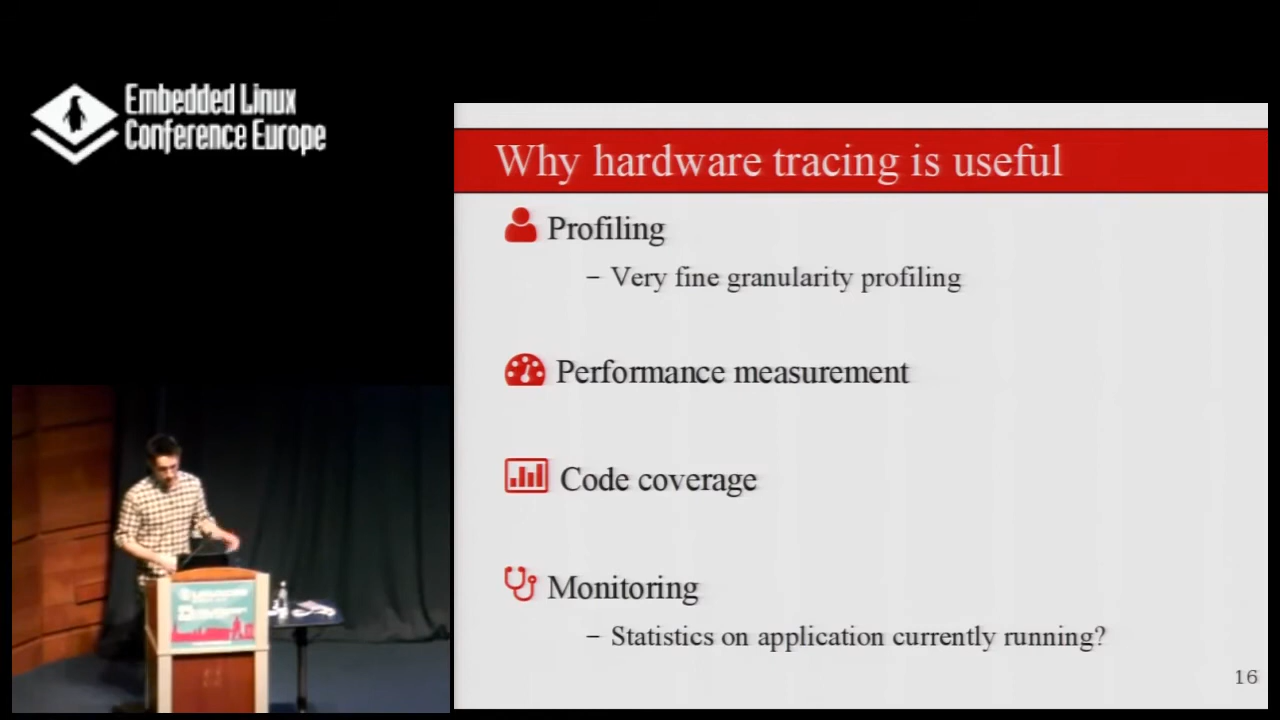 Embedded Linux
Conference Europe
Why hardware tracing is useful
Profiling
– Very fine granularity profiling
Performance measurement
Code coverage
Monitoring
– Statistics on application currently running?
16